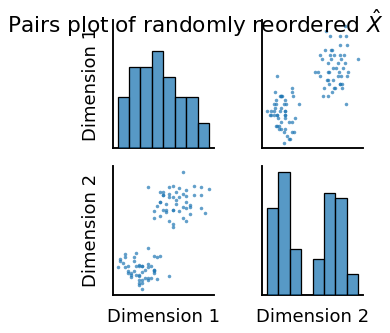 Pairs plot of randomly reordered X̂
Dimension 1
Dimension 2
Dimension 1
Dimension 2